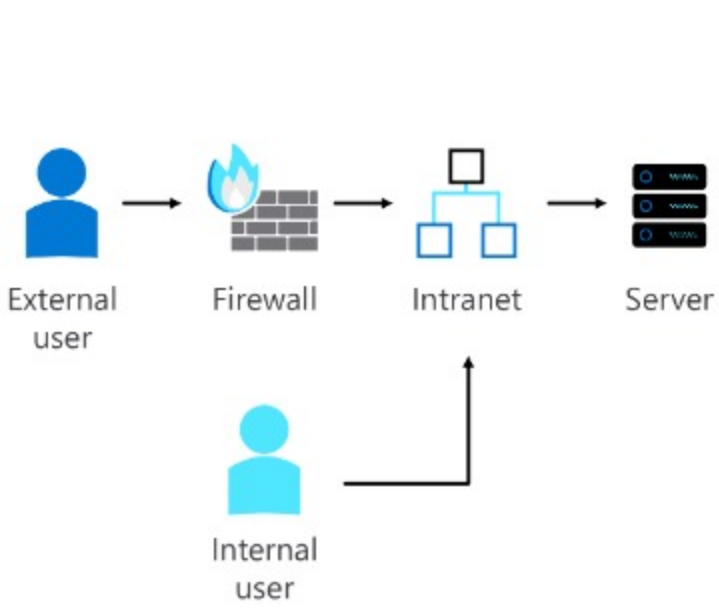 External
user
Firewall
Intranet
Server
Internal
user